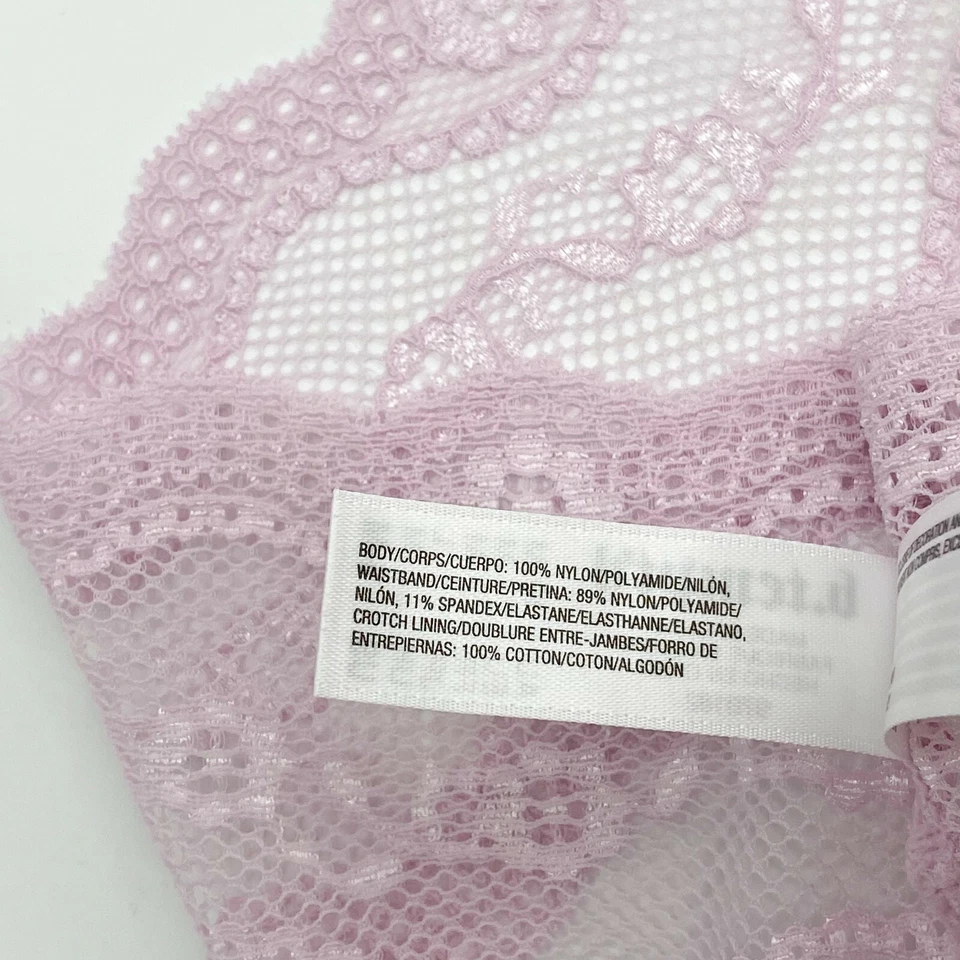 BODY/CORPS/CUERPO: 100% NYLON/POLYAMIDE/NILÓN,
WAISTBAND/CEINTURE/PRETINA: 89% NYLON/POLYAMIDE/
NILÓN, 11% SPANDEX/ELASTANE/ELASTHANNE/ELASTANO,
CROTCH LINING/DOUBLURE ENTRE-JAMBES/FORRO DE
ENTREPIERNAS: 100% COTTON/COTON/ALGODÓN
DECORATION